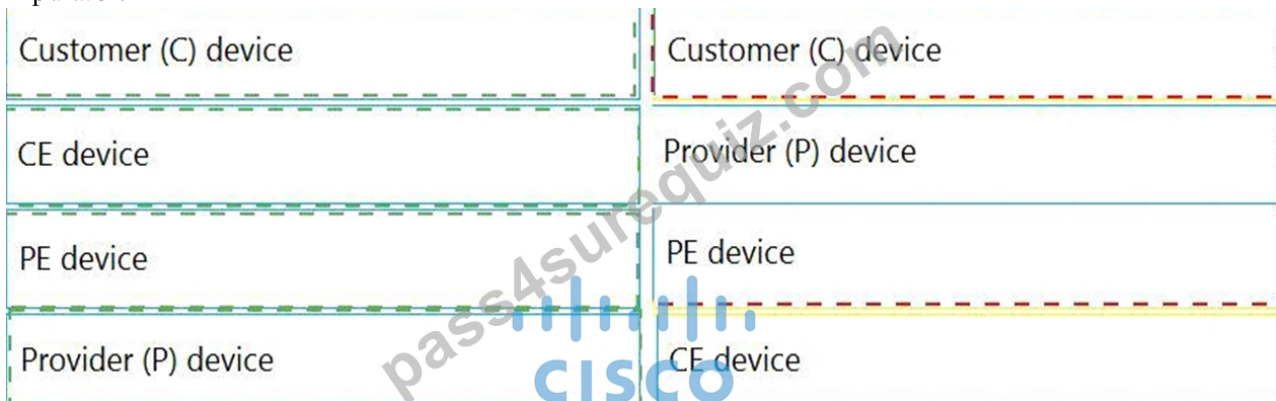 Customer (C) device
Customer (C) device
CE device
Provider (P) device
PE device
PE device
Provider (P) device
CE device
pass4surequiz.com
CISCO